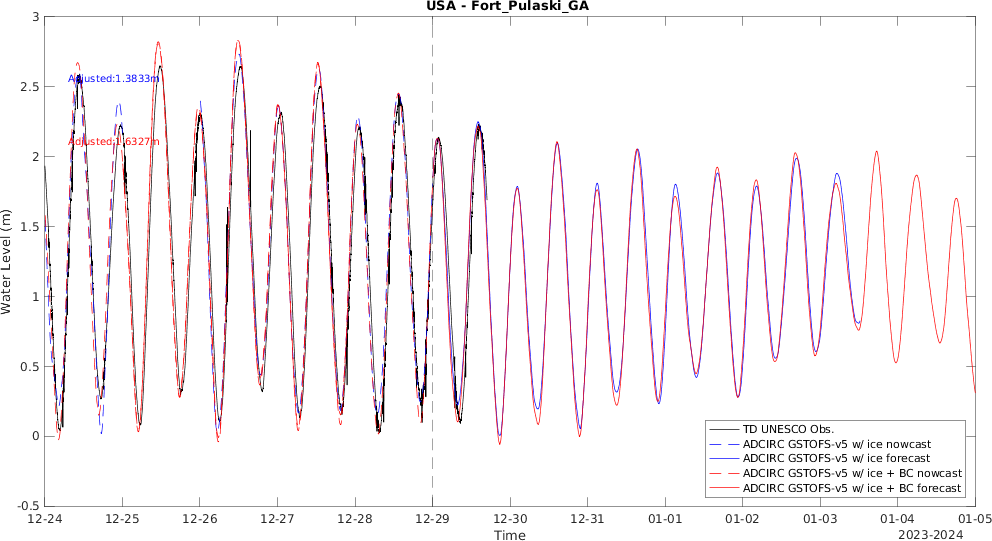 USA - Fort_Pulaski_GA
3
2.5
2
1.5
1
0.5
0
-0.5
Water Level (m)
Adjusted:1.3833m
Adjusted:1.6327m
TD UNESCO Obs.
ADCIRC GSTOFS-v5 w/ ice nowcast
ADCIRC GSTOFS-v5 w/ ice forecast
ADCIRC GSTOFS-v5 w/ ice + BC nowcast
ADCIRC GSTOFS-v5 w/ ice + BC forecast
12-24 12-25 12-26 12-27 12-28 12-29 12-30 12-31 01-01 01-02 01-03 01-04 01-05
Time
2023-2024